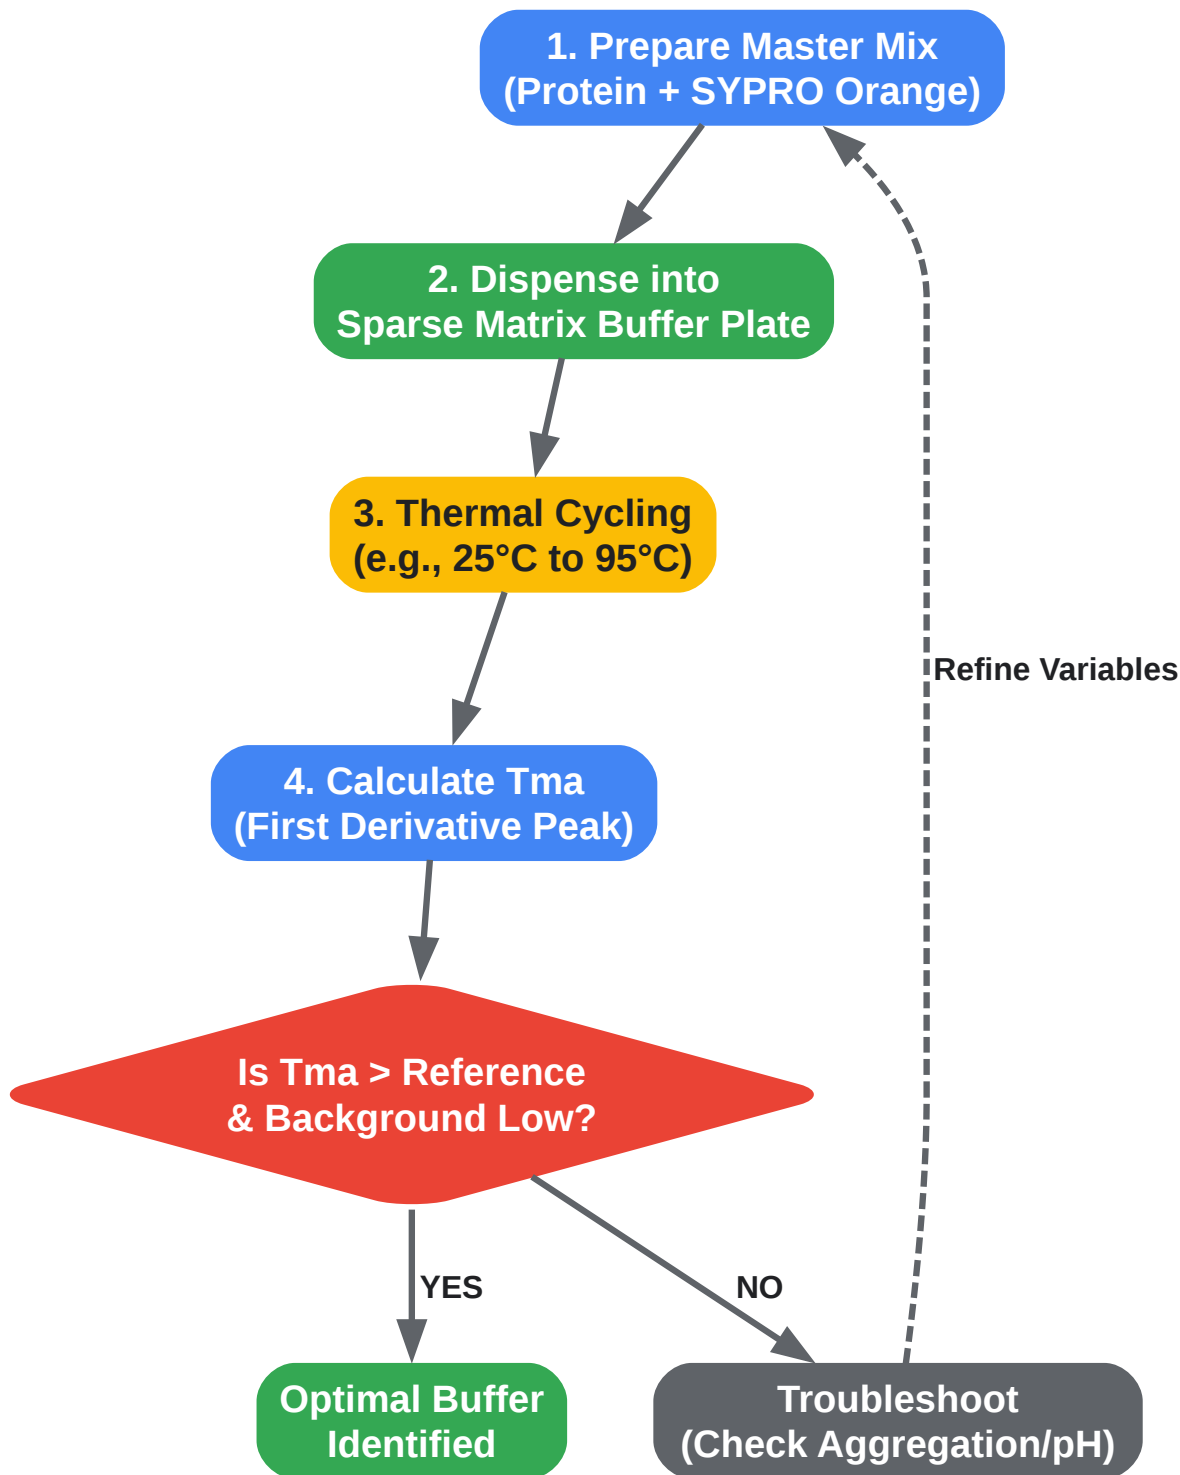 1. Prepare Master Mix
(Protein + SYPRO Orange)
2. Dispense into
Sparse Matrix Buffer Plate
3. Thermal Cycling
(e.g., 25°C to 95°C)
Refine Variables
4. Calculate Tma
(First Derivative Peak)
Is Tma > Reference
& Background Low?
YES
NO
Optimal Buffer
Identified
Troubleshoot
(Check Aggregation/pH)